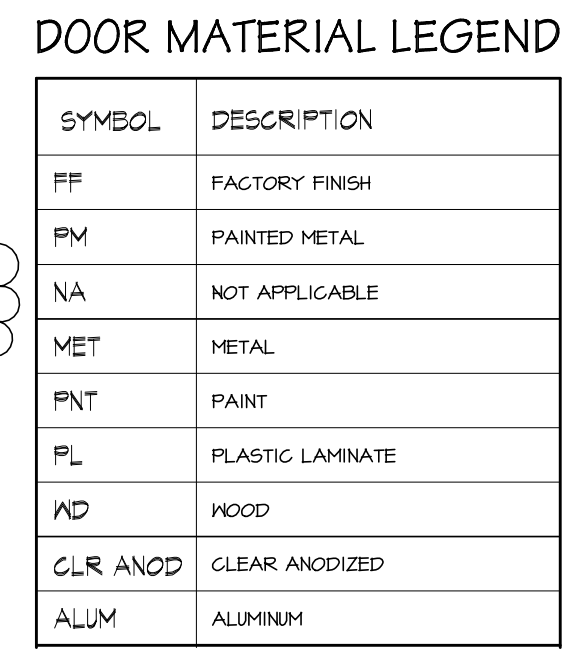 DOOR MATERIAL LEGEND
SYMBOL DESCRIPTION
FF FACTORY FINISH
PM PAINTED METAL
NA NOT APPLICABLE
MET METAL
PNT PAINT
PL PLASTIC LAMINATE
WD WOOD
CLR ANOD CLEAR ANODIZED
ALUM ALUMINUM